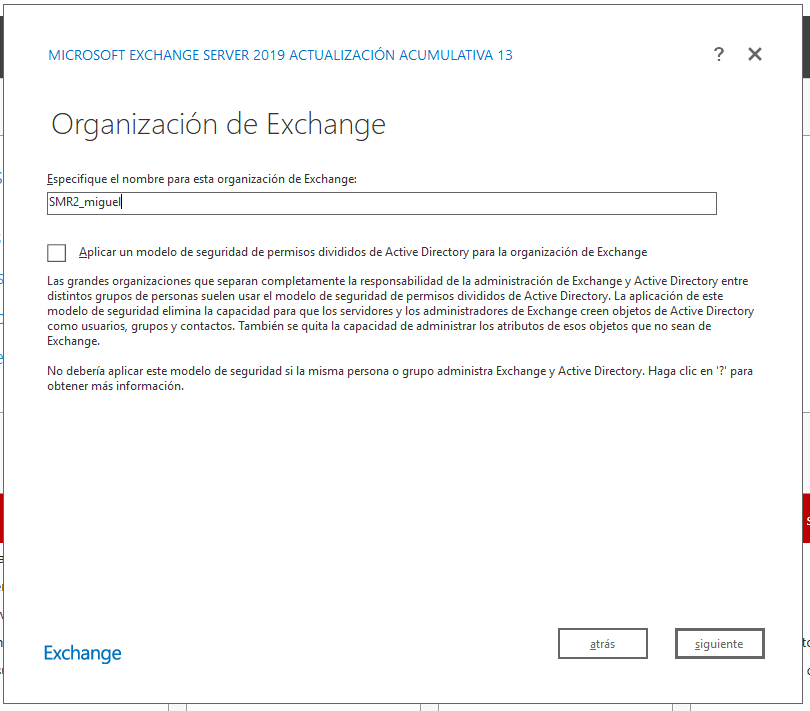 MICROSOFT EXCHANGE SERVER 2019 ACTUALIZACIÓN ACUMULATIVA 13
?
Organización de Exchange
Especifique el nombre para esta organización de Exchange:
SMR2_miguel
Aplicar un modelo de seguridad de permisos divididos de Active Directory para la organización de Exchange
Las grandes organizaciones que separan completamente la responsabilidad de la administración de Exchange y Active Directory entre
distintos grupos de personas suelen usar el modelo de seguridad de permisos divididos de Active Directory. La aplicación de este
modelo de seguridad elimina la capacidad para que los servidores y los administradores de Exchange creen objetos de Active Directory
como usuarios, grupos y contactos. También se quita la capacidad de administrar los atributos de esos objetos que no sean de
Exchange.
No debería aplicar este modelo de seguridad si la misma persona o grupo administra Exchange y Active Directory. Haga clic en '?' para
obtener más información.
Exchange
atrás
siguiente